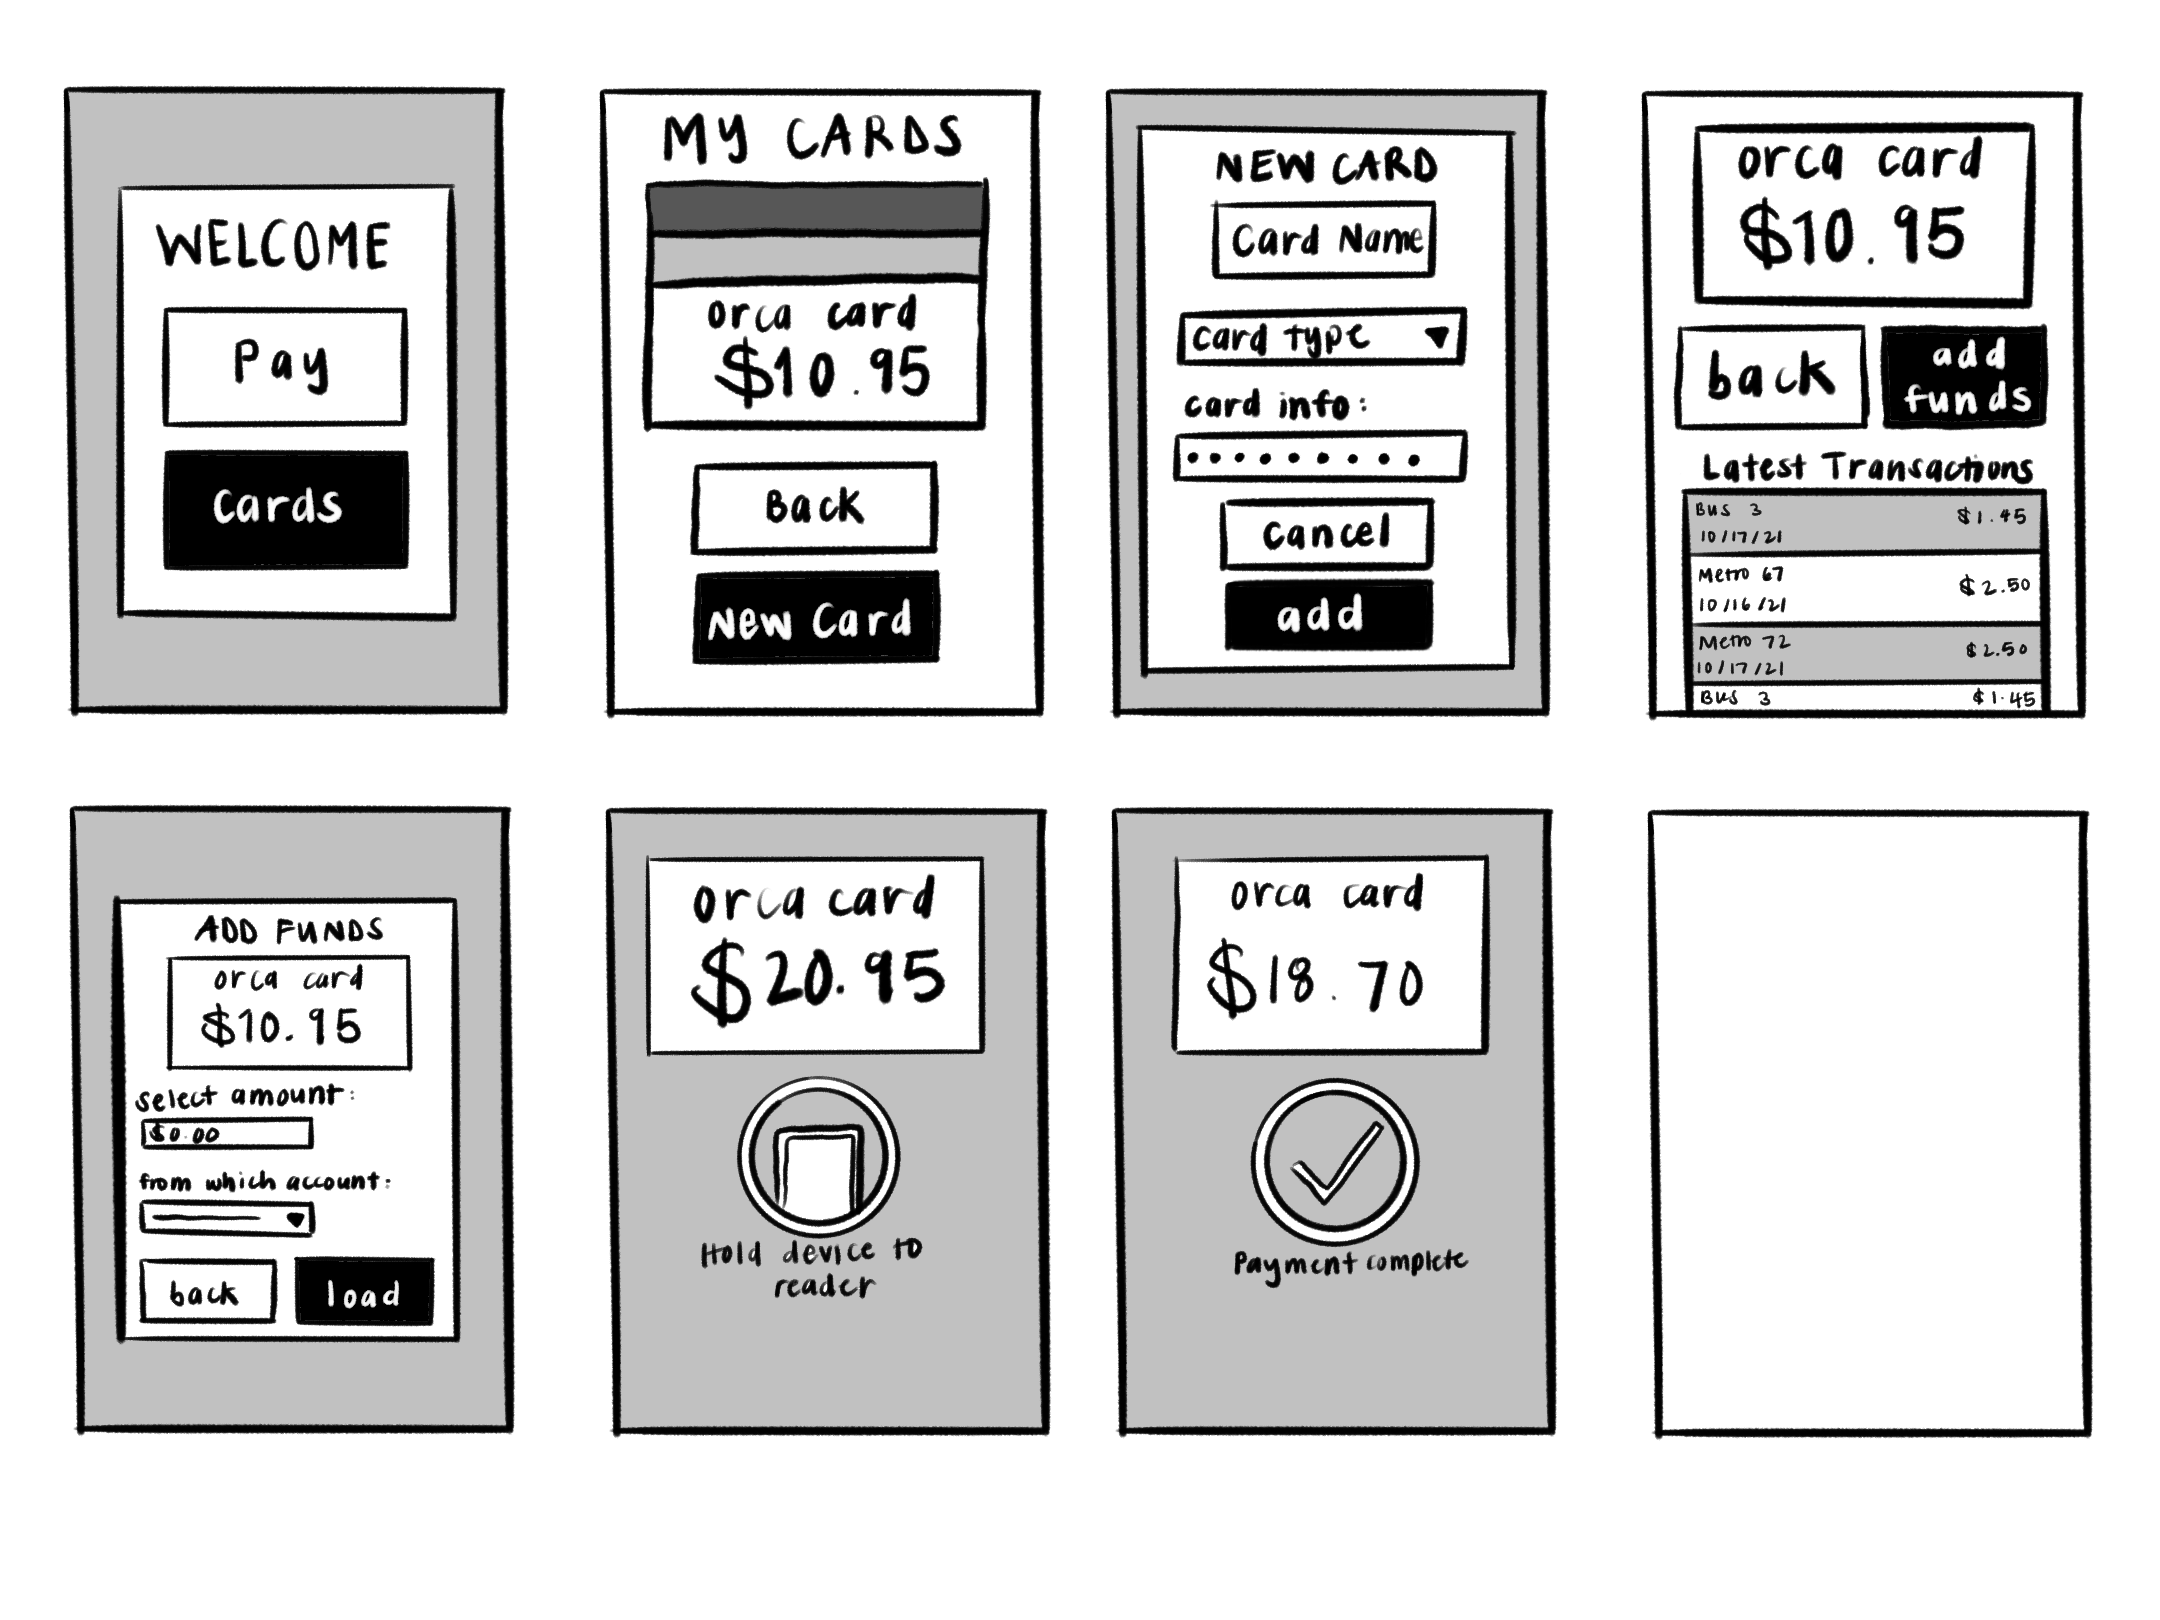 WELCOME
Pay
Cards
MY CARDS
orca card
$10.95
Back
New Card
NEW CARD
Card Name
card type
card info:
cancel
add
orca card
$10.95
back
add
funds
Latest Transactions
Bus 3 $1.45
10/17/21
Metro 67 $2.50
10/16/21
Metro 72 $2.50
10/17/21
Bus 3 $1.45
ADD FUNDS
orca card
$10.95
select amount:
$0.00
from which account:
back
load
orca card
$20.95
Hold device to
reader
orca card
$18.70
Payment complete